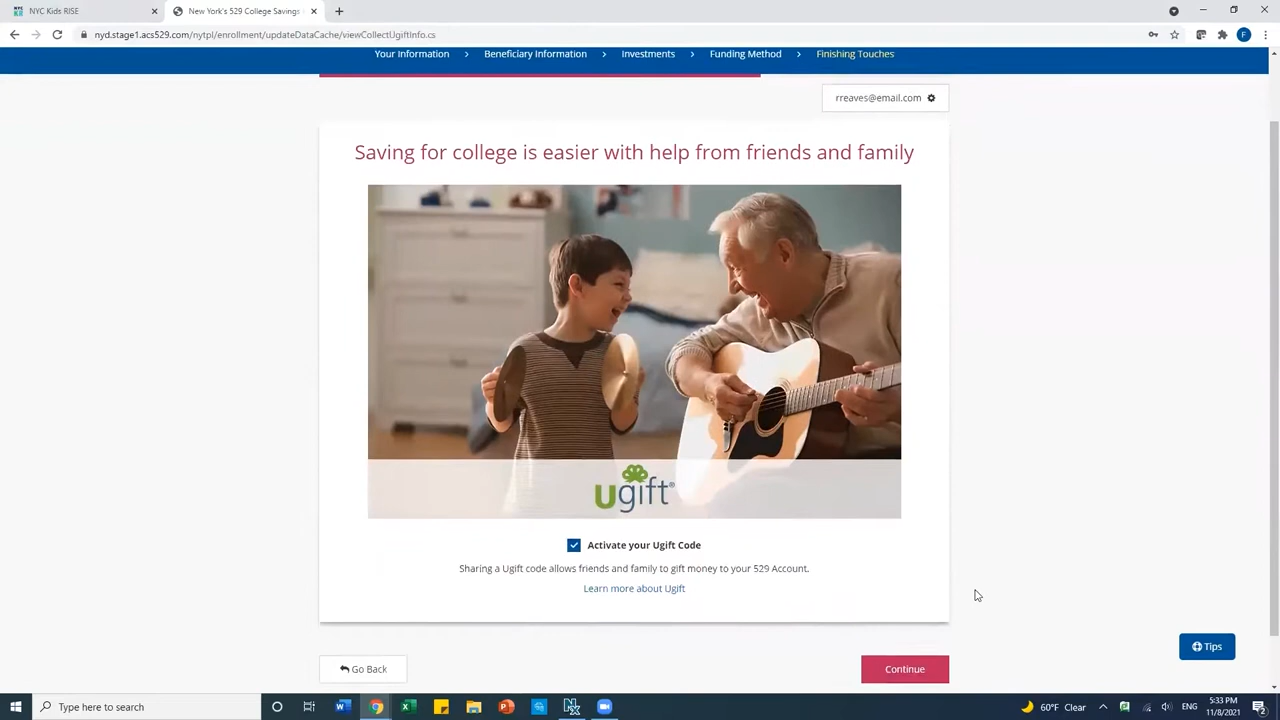 NYC Kids RISE
New York's 529 College Savings
nyd.stage1.acs529.com/nytpl/enrollment/updateDataCache/viewCollectUgiftInfo.cs
F
Your Information > Beneficiary Information > Investments > Funding Method > Finishing Touches
rreaves@email.com
Saving for college is easier with help from friends and family
ugift®
Activate your Ugift Code
Sharing a Ugift code allows friends and family to gift money to your 529 Account.
Learn more about Ugift
Tips
Go Back
Continue
Type here to search
60°F Clear
ENG
5:33 PM
11/8/2021